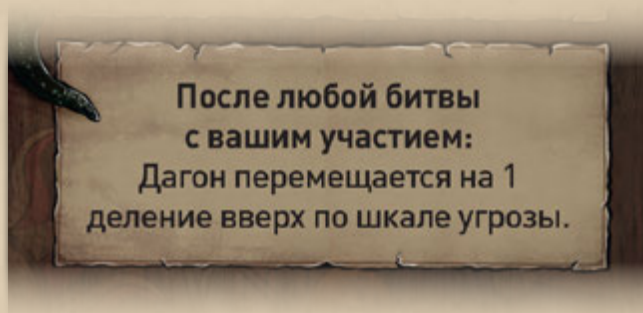 После любой битвы
с вашим участием:
Дагон перемещается на 1
деление вверх по шкале угрозы.